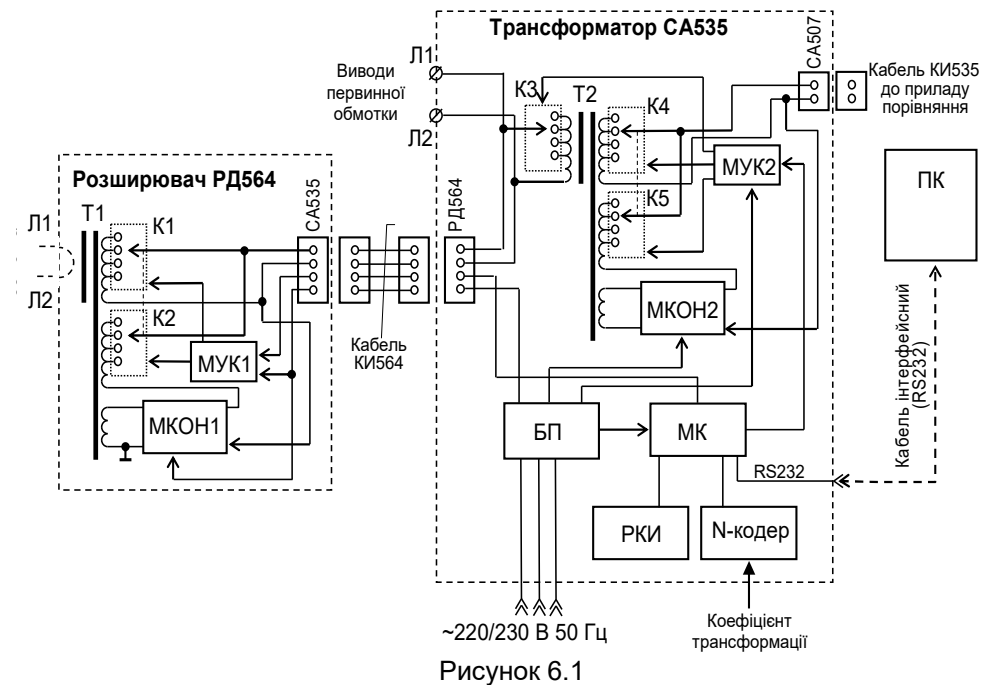 Трансформатор СА535
СА507
Л1
Виводи
первинної
обмотки
Л2
К3
Т2
К4
МУК2
К5
МКОН2
Кабель КИ535
до приладу
порівняння
ПК
Розширювач РД564
СА535
РД564
Л1
Т1
К1
Л2
К2
МУК1
МКОН1
Кабель
КИ564
БП
МК
RS232
РКИ
N-кодер
Кабель інтерфейсний
(RS232)
~220/230 В 50 Гц
Коефіцієнт
трансформації
Рисунок 6.1